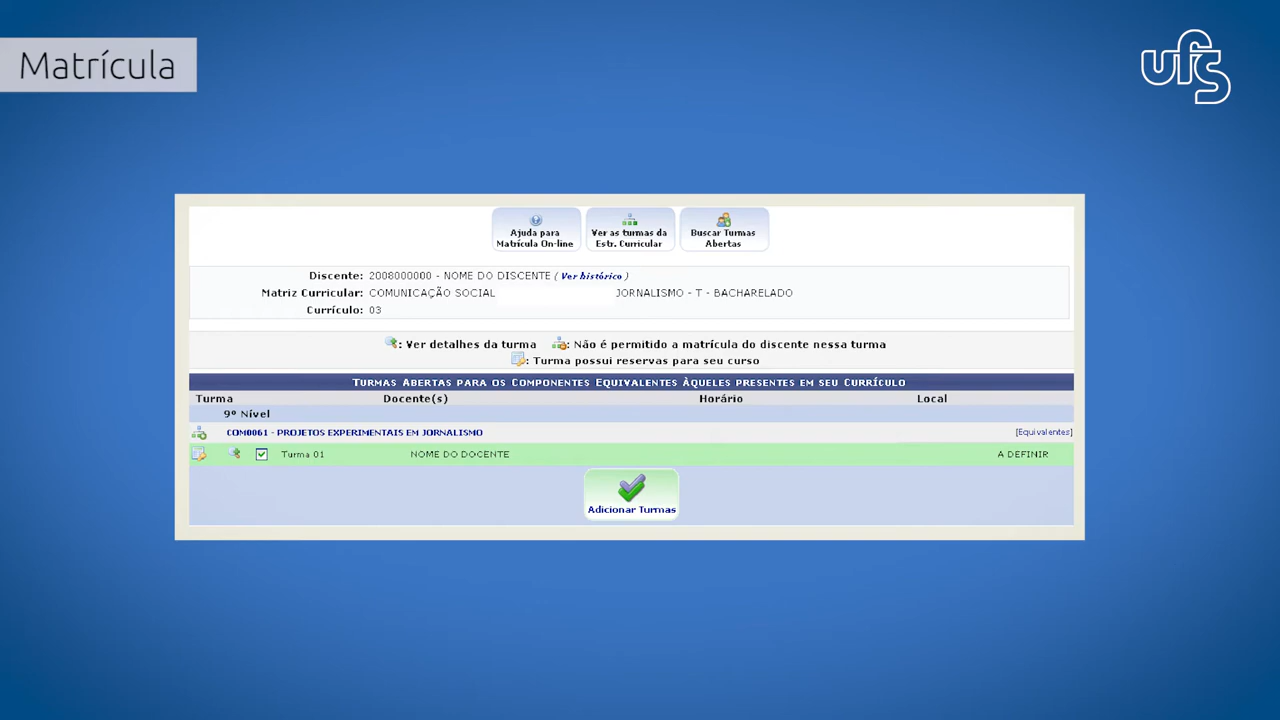 Matrícula
ufs
Ajuda para
Matrícula On-line
Ver as turmas da
Estr. Curricular
Buscar Turmas
Abertas
Discente: 2008000000 - NOME DO DISCENTE ( Ver histórico )
Matriz Curricular: COMUNICAÇÃO SOCIAL JORNALISMO - T - BACHARELADO
Currículo: 03
: Ver detalhes da turma : Não é permitido a matrícula do discente nessa turma
: Turma possui reservas para seu curso
TURMAS ABERTAS PARA OS COMPONENTES EQUIVALENTES ÀQUELES PRESENTES EM SEU CURRÍCULO
Turma Docente(s) Horário Local
9º Nível
COM0061 - PROJETOS EXPERIMENTAIS EM JORNALISMO [Equivalentes]
Turma 01 NOME DO DOCENTE A DEFINIR
Adicionar Turmas